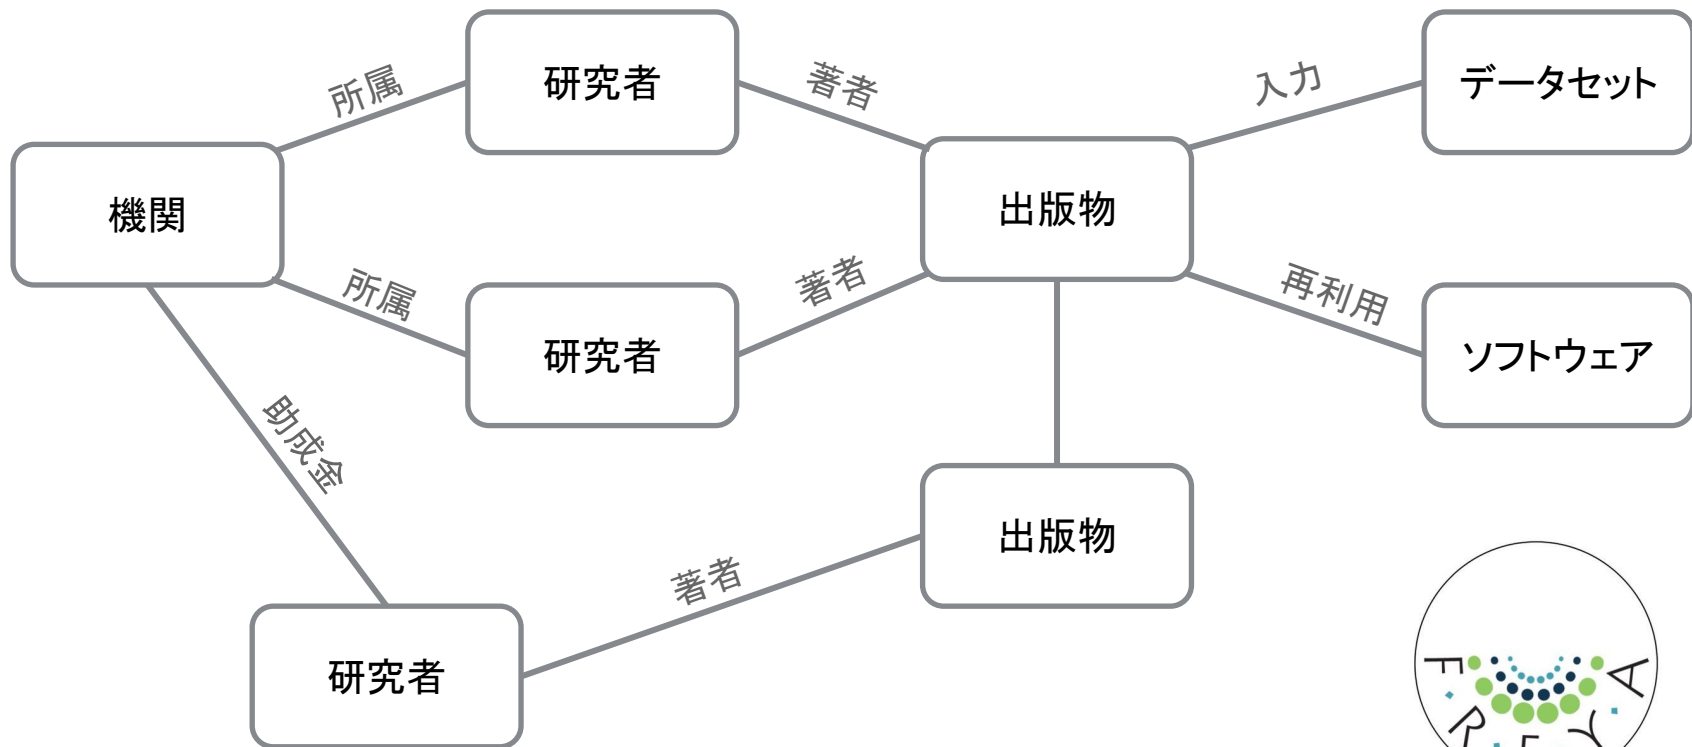 研究者
データセット
所属
著者
入力
機関
出版物
所属
著者
再利用
研究者
ソフトウェア
助成金
出版物
著者
研究者
F R E Y A